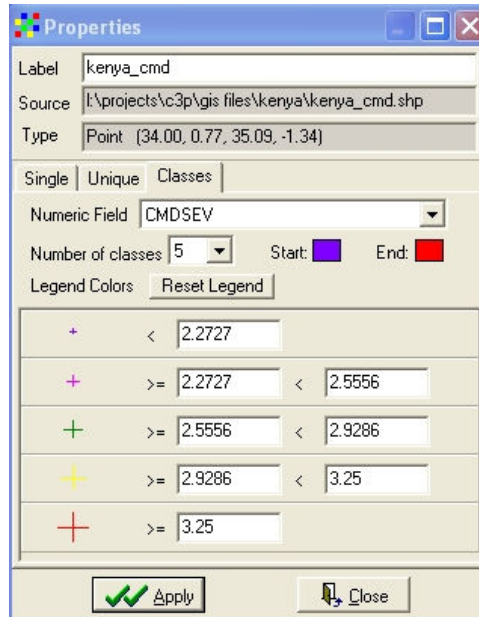 Properties
Label kenya_cmd
Source I:\projects\c3p\gis files\kenya\kenya_cmd.shp
Type Point (34.00, 0.77, 35.09, -1.34)
Single Unique Classes
Numeric Field CMDSEV
Number of classes 5 Start: End:
Legend Colors Reset Legend
< 2.2727
>= 2.2727 < 2.5556
>= 2.5556 < 2.9286
>= 2.9286 < 3.25
>= 3.25
Apply Close